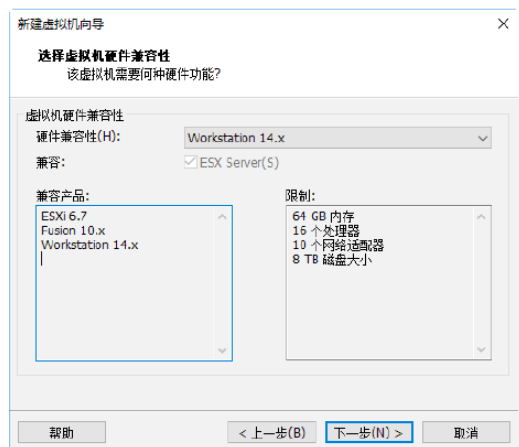 新建虚拟机向导
选择虚拟机硬件兼容性
该虚拟机需要何种硬件功能?
虚拟机硬件兼容性
硬件兼容性(H): Workstation 14.x
兼容: ESX Server(S)
兼容产品:
ESXi 6.7
Fusion 10.x
Workstation 14.x
限制:
64 GB 内存
16 个处理器
10 个网络适配器
8 TB 磁盘大小
帮助 < 上一步(B) 下一步(N) > 取消